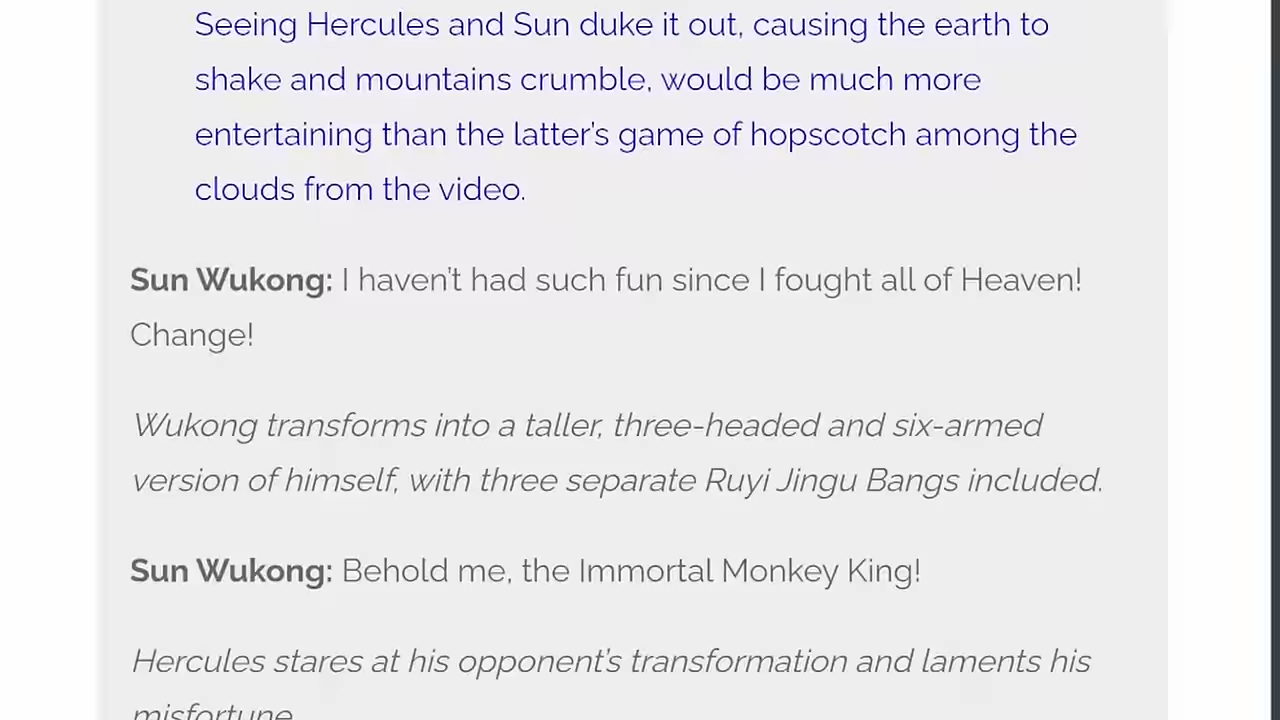 Seeing Hercules and Sun duke it out, causing the earth to
shake and mountains crumble, would be much more
entertaining than the latter's game of hopscotch among the
clouds from the video.
Sun Wukong: I haven't had such fun since I fought all of Heaven!
Change!
Wukong transforms into a taller, three-headed and six-armed
version of himself, with three separate Ruyi Jingu Bangs included.
Sun Wukong: Behold me, the Immortal Monkey King!
Hercules stares at his opponent's transformation and laments his
misfortune.